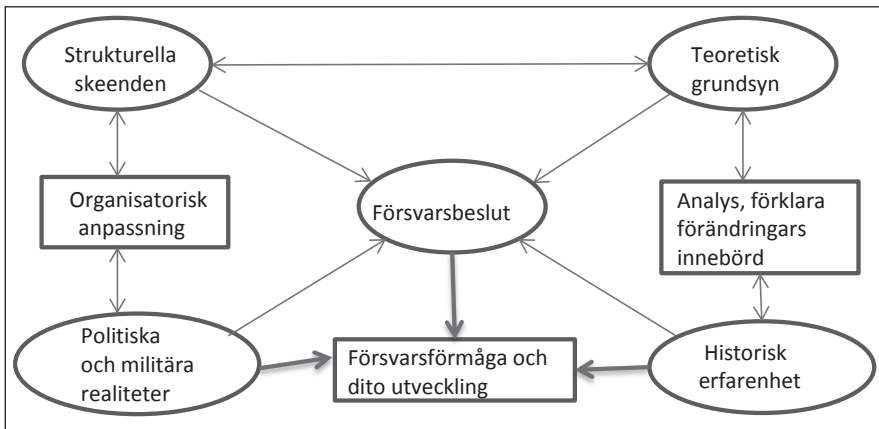 Strukturella
skeenden
Teoretisk
grundsyn
Organisatorisk
anpassning
Försvarsbeslut
Analys, förklara
förändringars
innebörd
Politiska
och militära
realiteter
Försvarsförmåga och
dito utveckling
Historisk
erfarenhet